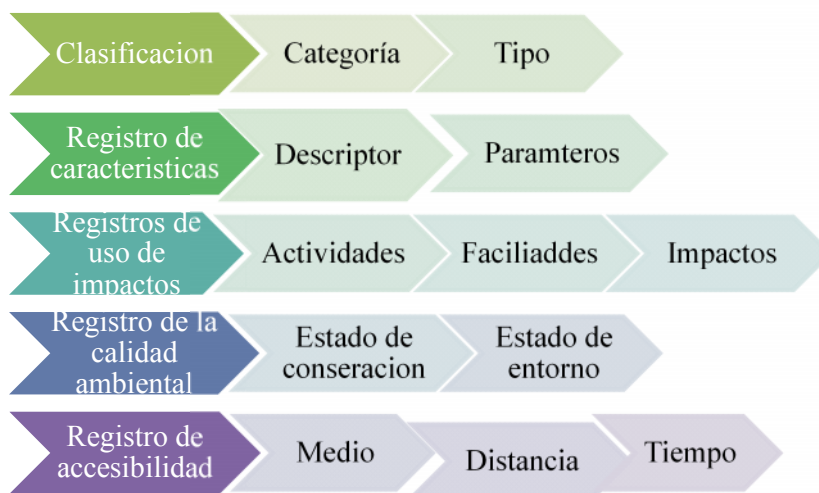 Clasificacion
Categoría
Tipo
Registro de
caracteristicas
Descriptor
Paramteros
Registros de
uso de
impactos
Actividades
Faciliaddes
Impactos
Registro de la
calidad
ambiental
Estado de
conseracion
Estado de
entorno
Registro de
accesibilidad
Medio
Distancia
Tiempo